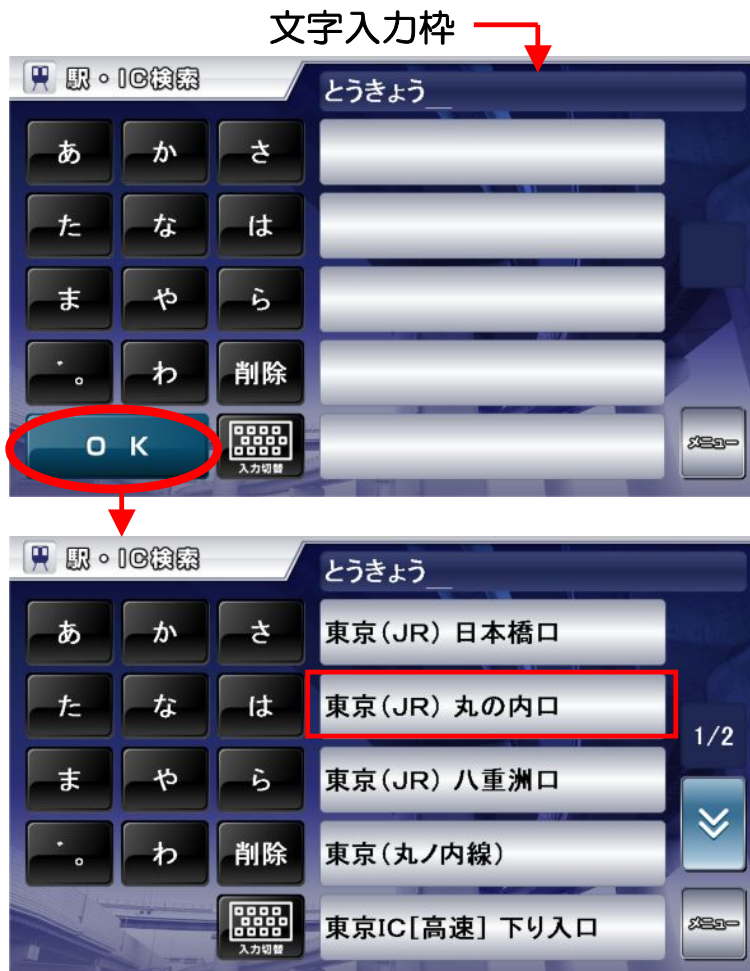 文字入力枠
駅・IC検索
とうきょう__
あ か さ
た な は
ま や ら
゛。 わ 削除
OK 入力切替
メニュー
駅・IC検索
とうきょう__
あ か さ 東京(JR) 日本橋口
た な は 東京(JR) 丸の内口
1/2
ま や ら 東京(JR) 八重洲口
゛。 わ 削除 東京(丸ノ内線)
入力切替 東京IC[高速] 下り入口
メニュー